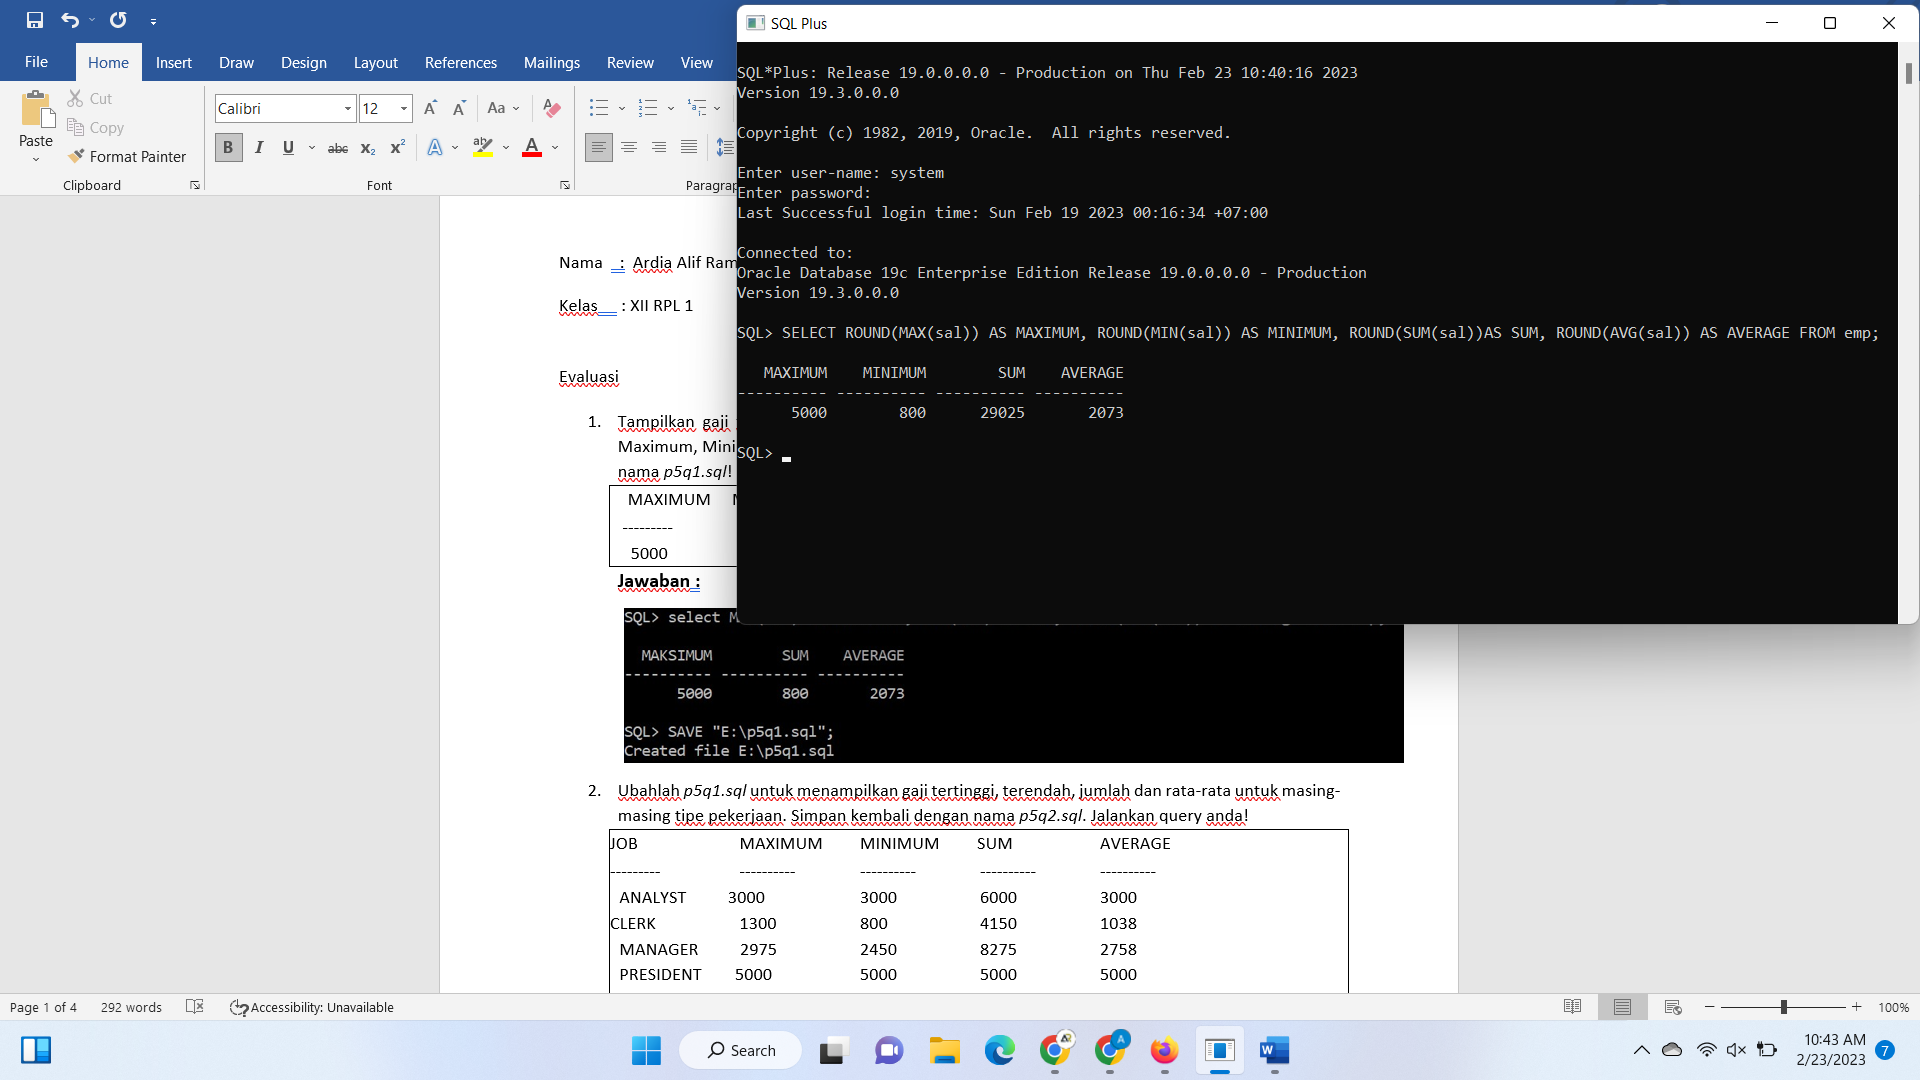 File
Home
Insert
Draw
Design
Layout
References
Mailings
Review
View
Paste
Cut
Copy
Format Painter
Clipboard
Calibri
12
Aa
B I U abc x₂ x²
Font
Paragrap
SQL Plus
SQL*Plus: Release 19.0.0.0.0 - Production on Thu Feb 23 10:40:16 2023
Version 19.3.0.0.0
Copyright (c) 1982, 2019, Oracle.  All rights reserved.
Enter user-name: system
Enter password:
Last Successful login time: Sun Feb 19 2023 00:16:34 +07:00
Connected to:
Oracle Database 19c Enterprise Edition Release 19.0.0.0.0 - Production
Version 19.3.0.0.0
SQL> SELECT ROUND(MAX(sal)) AS MAXIMUM, ROUND(MIN(sal)) AS MINIMUM, ROUND(SUM(sal))AS SUM, ROUND(AVG(sal)) AS AVERAGE FROM emp;
MAXIMUM    MINIMUM        SUM    AVERAGE
---------- ---------- ---------- ----------
5000        800      29025       2073
SQL>
Nama : Ardia Alif Ram
Kelas : XII RPL 1
Evaluasi
1. Tampilkan gaji
Maximum, Mini
nama p5q1.sql!
MAXIMUM
---------
5000
Jawaban :
SQL> select M
MAKSIMUM        SUM    AVERAGE
---------- ---------- ----------
5000        800       2073
SQL> SAVE "E:\p5q1.sql";
Created file E:\p5q1.sql
2. Ubahlah p5q1.sql untuk menampilkan gaji tertinggi, terendah, jumlah dan rata-rata untuk masing-
masing tipe pekerjaan. Simpan kembali dengan nama p5q2.sql. Jalankan query anda!
JOB MAXIMUM MINIMUM SUM AVERAGE
--------- ---------- ---------- ---------- ----------
ANALYST 3000 3000 6000 3000
CLERK 1300 800 4150 1038
MANAGER 2975 2450 8275 2758
PRESIDENT 5000 5000 5000 5000
Page 1 of 4
292 words
Accessibility: Unavailable
100%
Search
10:43 AM
2/23/2023
7